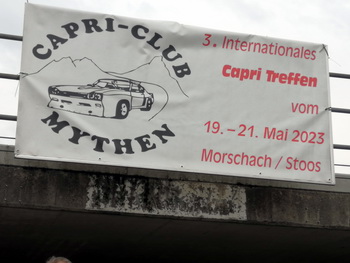 CAPRI-CLUB
MYTHEN
3. Internationales
Capri Treffen
vom
19. – 21. Mai 2023
Morschach / Stoos